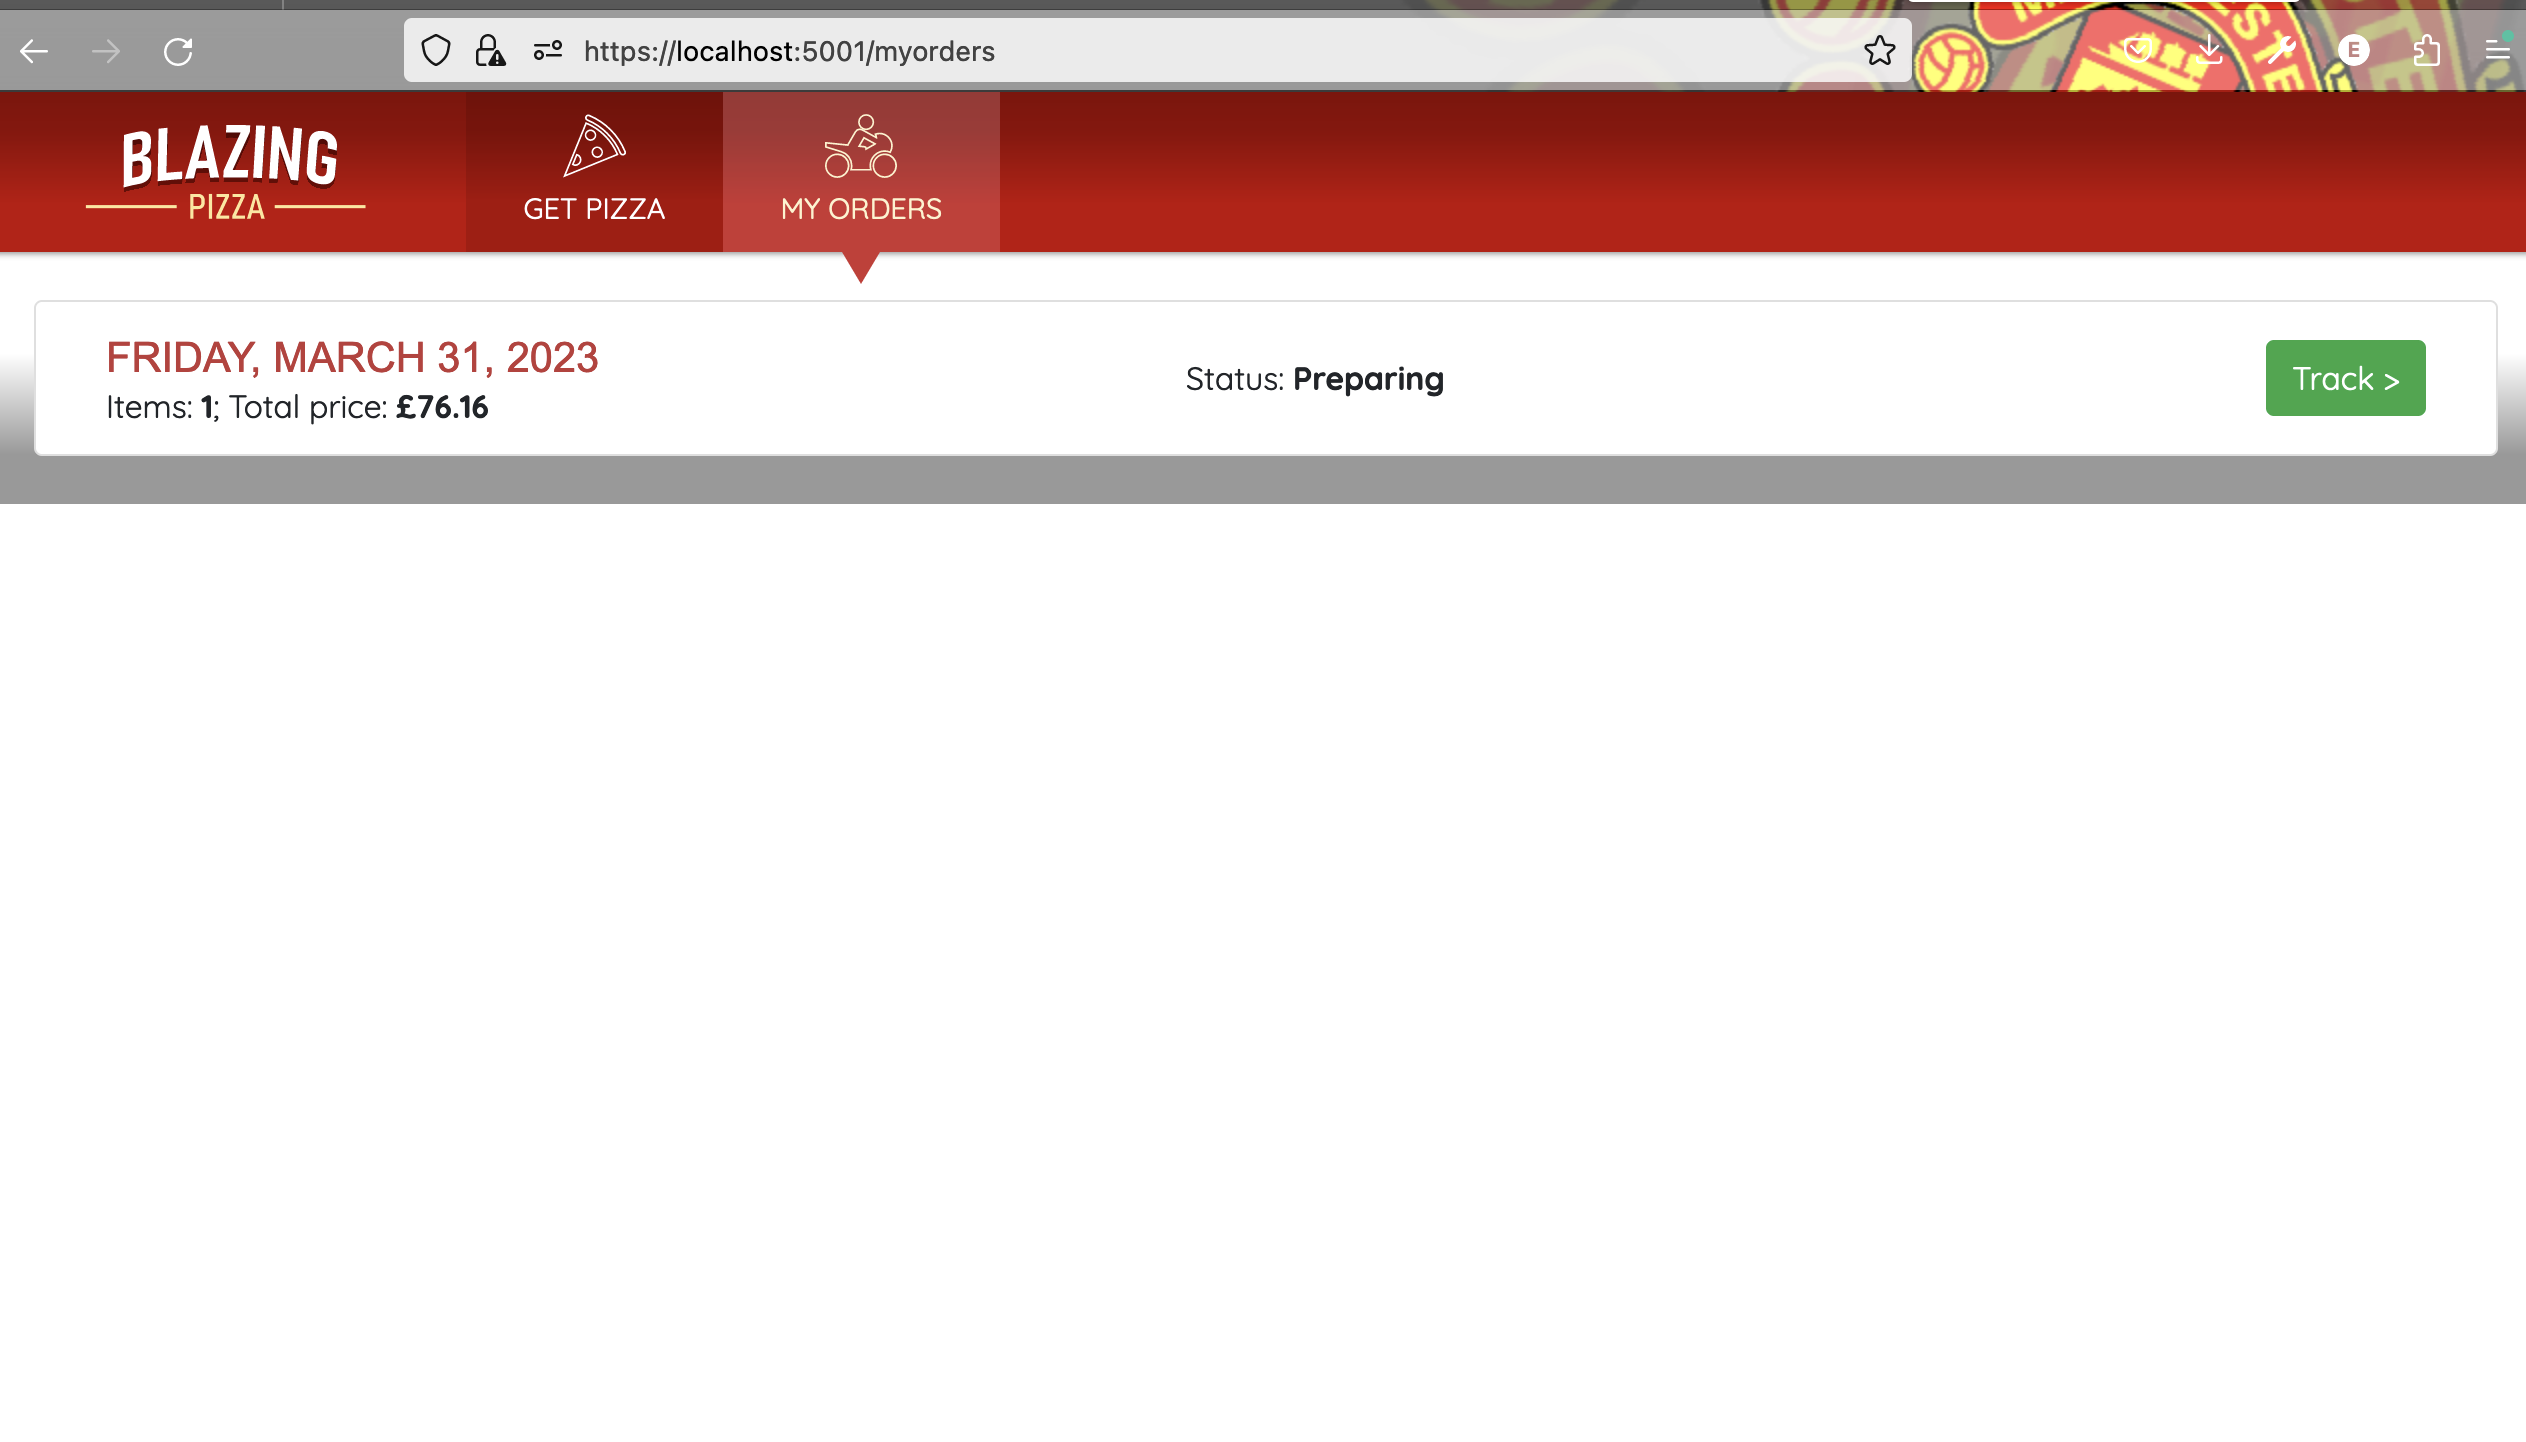 https://localhost:5001/myorders
E
BLAZING
PIZZA
GET PIZZA
MY ORDERS
FRIDAY, MARCH 31, 2023
Items: 1; Total price: £76.16
Status: Preparing
Track >